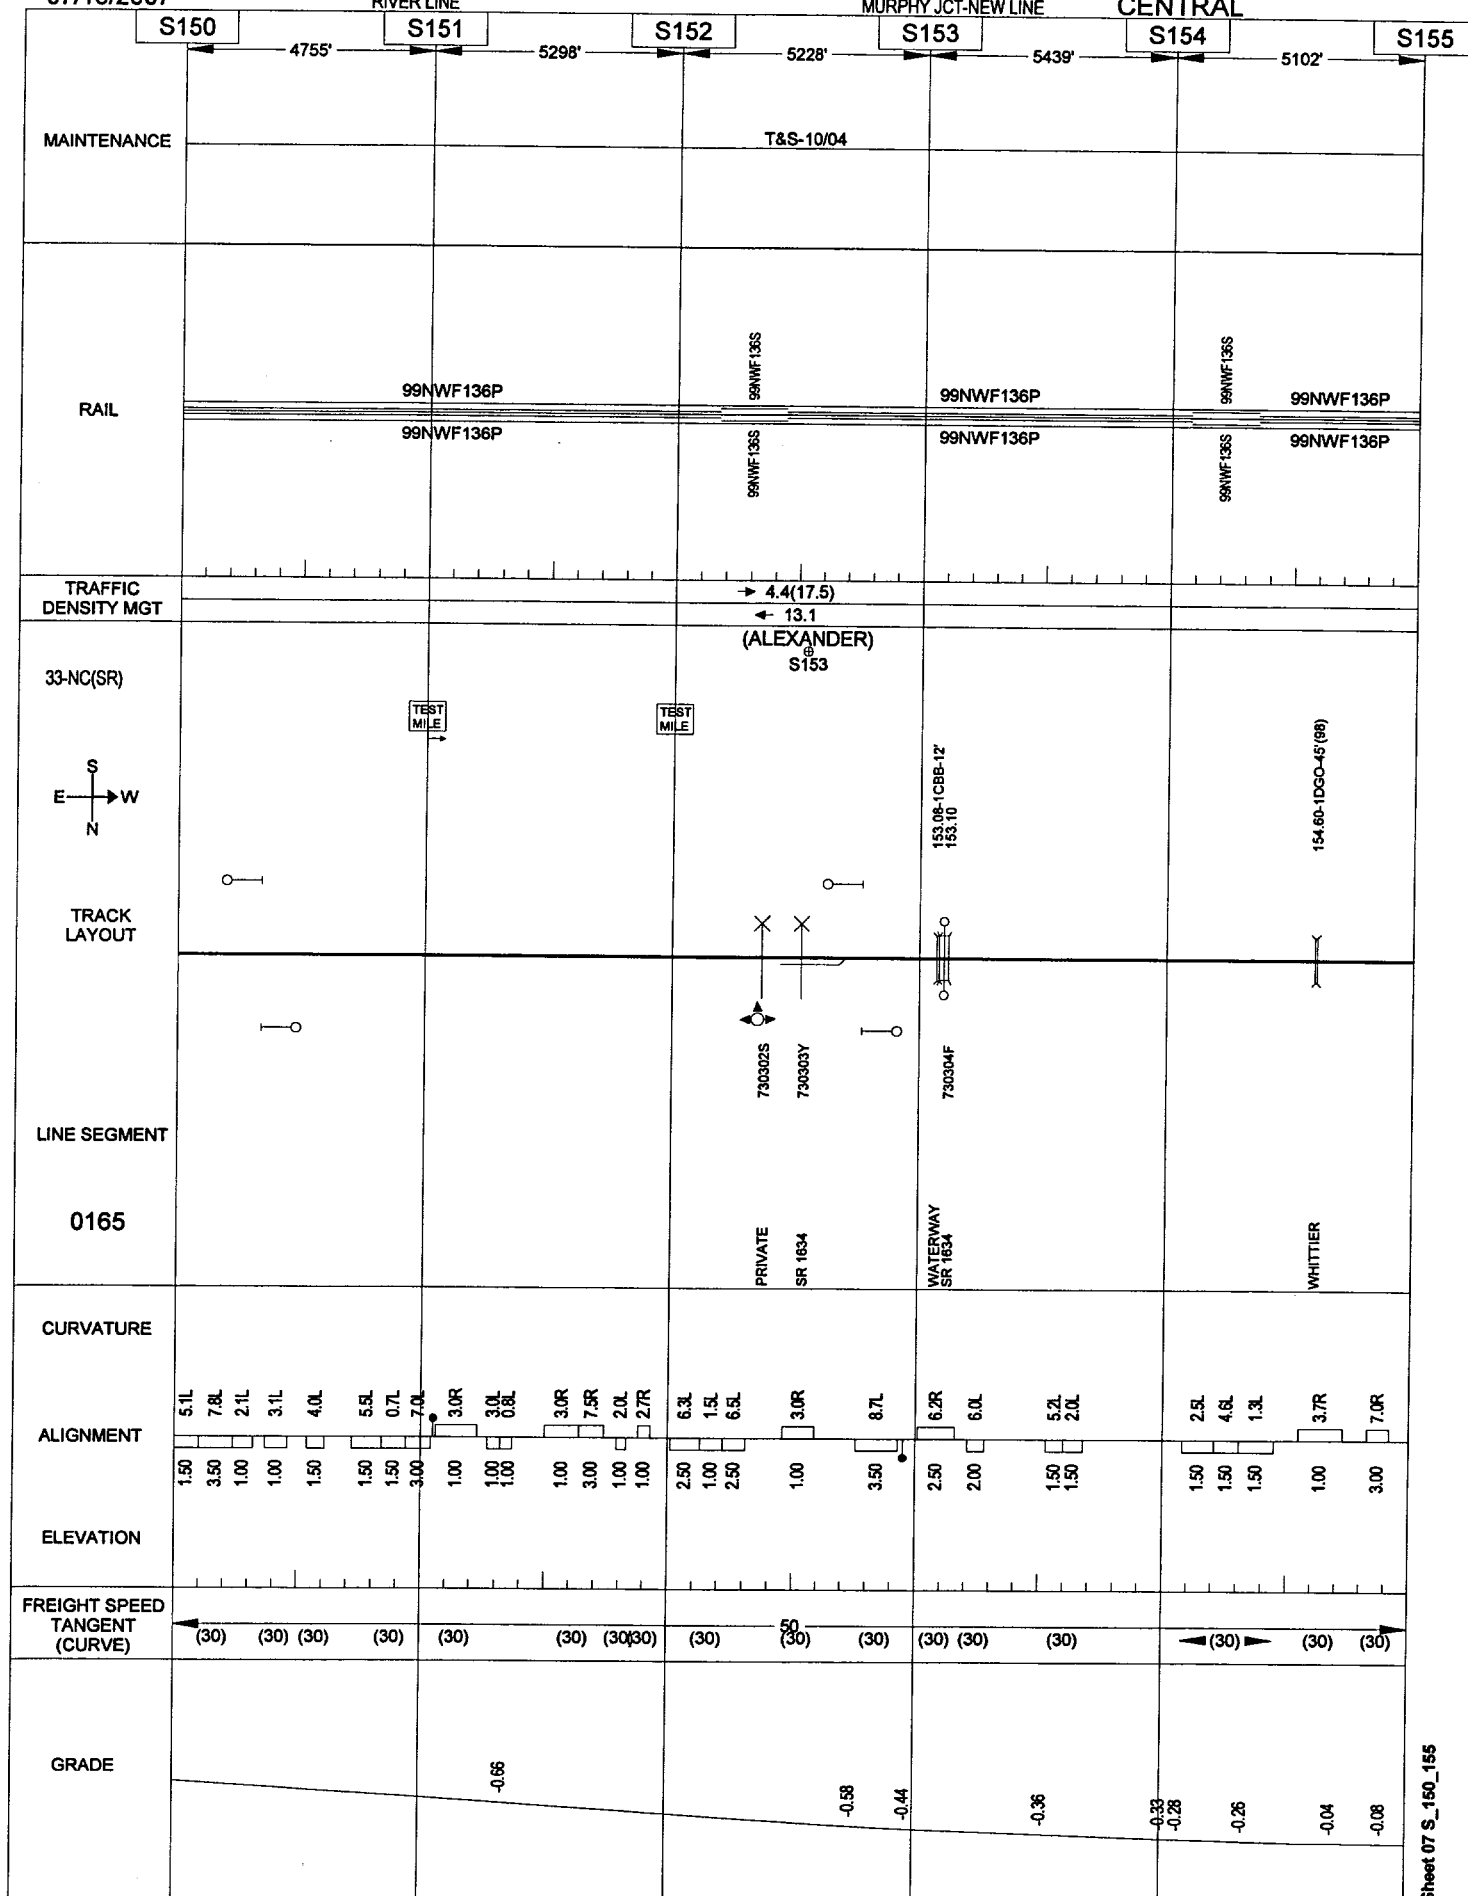 RIVER LINE
MURPHY JCT-NEW LINE
CENTRAL
S150
S151
S152
S153
S154
S155
4755'
5298'
5228'
5439'
5102'
MAINTENANCE
T&S-10/04
RAIL
99NWF136P
99NWF136S
99NWF136P
99NWF136S
99NWF136P
99NWF136P
99NWF136S
99NWF136P
99NWF136S
99NWF136P
TRAFFIC
DENSITY MGT
4.4(17.5)
13.1
(ALEXANDER)
S153
33-NC(SR)
TEST
MILE
TEST
MILE
S
E W
N
153.08-1CBB-12'
153.10
154.60-1DGO-45'(98)
TRACK
LAYOUT
730302S
730303Y
730304F
LINE SEGMENT
0165
PRIVATE
SR 1634
WATERWAY
SR 1634
WHITTIER
CURVATURE
5.1L 7.8L 2.1L 3.1L 4.0L 5.5L 0.7L 7.0L 3.0R 3.0L 0.8L 3.0R 7.5R 2.0L 2.7R 6.3L 1.5L 6.5L 3.0R 8.7L 6.2R 6.0L 5.2L 2.0L 2.5L 4.6L 1.3L 3.7R 7.0R
ALIGNMENT
1.50 3.50 1.00 1.00 1.50 1.50 1.50 3.00 1.00 1.00 1.00 1.00 3.00 1.00 1.00 2.50 1.00 2.50 1.00 3.50 2.50 2.00 1.50 1.50 1.50 1.50 1.50 1.00 3.00
ELEVATION
FREIGHT SPEED
TANGENT
(CURVE)
50
(30) (30) (30) (30) (30) (30) (30) (30) (30) (30) (30) (30) (30) (30) (30) (30) (30)
GRADE
-0.66
-0.58
-0.44
-0.36
-0.33
-0.28
-0.26
-0.04
-0.08
Sheet 07 S_150_155